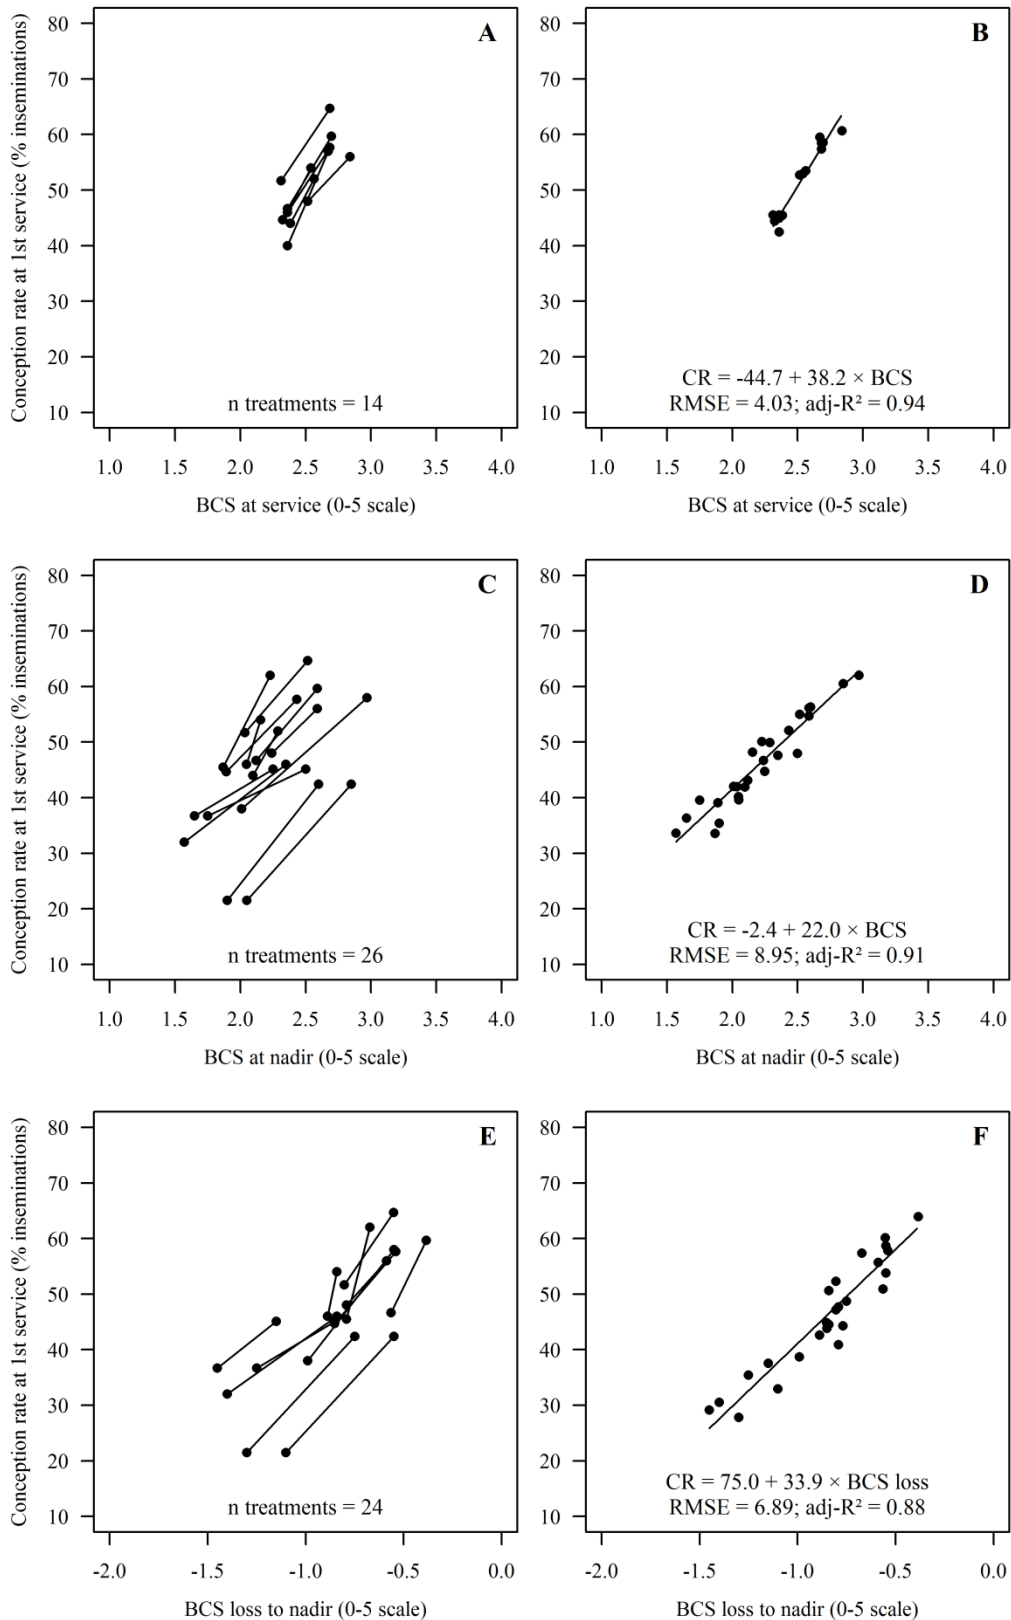 A
Conception rate at 1st service (% inseminations)
80
70
60
50
40
30
20
10
n treatments = 14
1.0 1.5 2.0 2.5 3.0 3.5 4.0
BCS at service (0-5 scale)
B
80
70
60
50
40
30
20
10
CR = -44.7 + 38.2 × BCS
RMSE = 4.03; adj-R² = 0.94
1.0 1.5 2.0 2.5 3.0 3.5 4.0
BCS at service (0-5 scale)
C
Conception rate at 1st service (% inseminations)
80
70
60
50
40
30
20
10
n treatments = 26
1.0 1.5 2.0 2.5 3.0 3.5 4.0
BCS at nadir (0-5 scale)
D
80
70
60
50
40
30
20
10
CR = -2.4 + 22.0 × BCS
RMSE = 8.95; adj-R² = 0.91
1.0 1.5 2.0 2.5 3.0 3.5 4.0
BCS at nadir (0-5 scale)
E
Conception rate at 1st service (% inseminations)
80
70
60
50
40
30
20
10
n treatments = 24
-2.0 -1.5 -1.0 -0.5 0.0
BCS loss to nadir (0-5 scale)
F
80
70
60
50
40
30
20
10
CR = 75.0 + 33.9 × BCS loss
RMSE = 6.89; adj-R² = 0.88
-2.0 -1.5 -1.0 -0.5 0.0
BCS loss to nadir (0-5 scale)